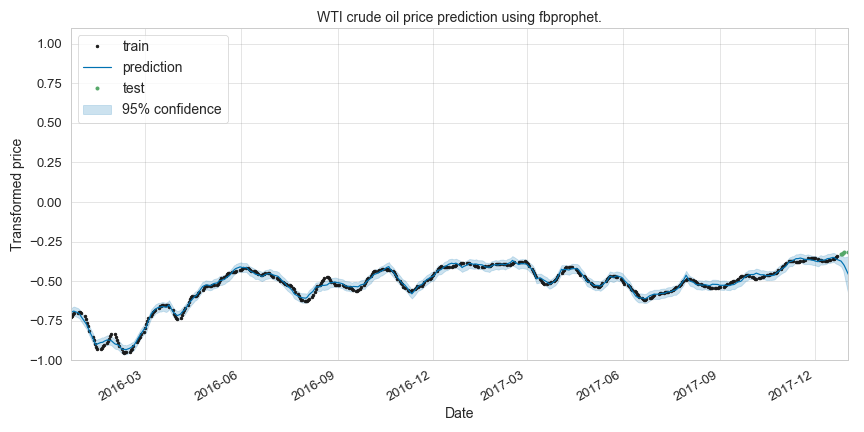 WTI crude oil price prediction using fbprophet.
train
prediction
test
95% confidence
1.00
0.75
0.50
0.25
0.00
−0.25
−0.50
−0.75
−1.00
Transformed price
2016-03
2016-06
2016-09
2016-12
2017-03
2017-06
2017-09
2017-12
Date